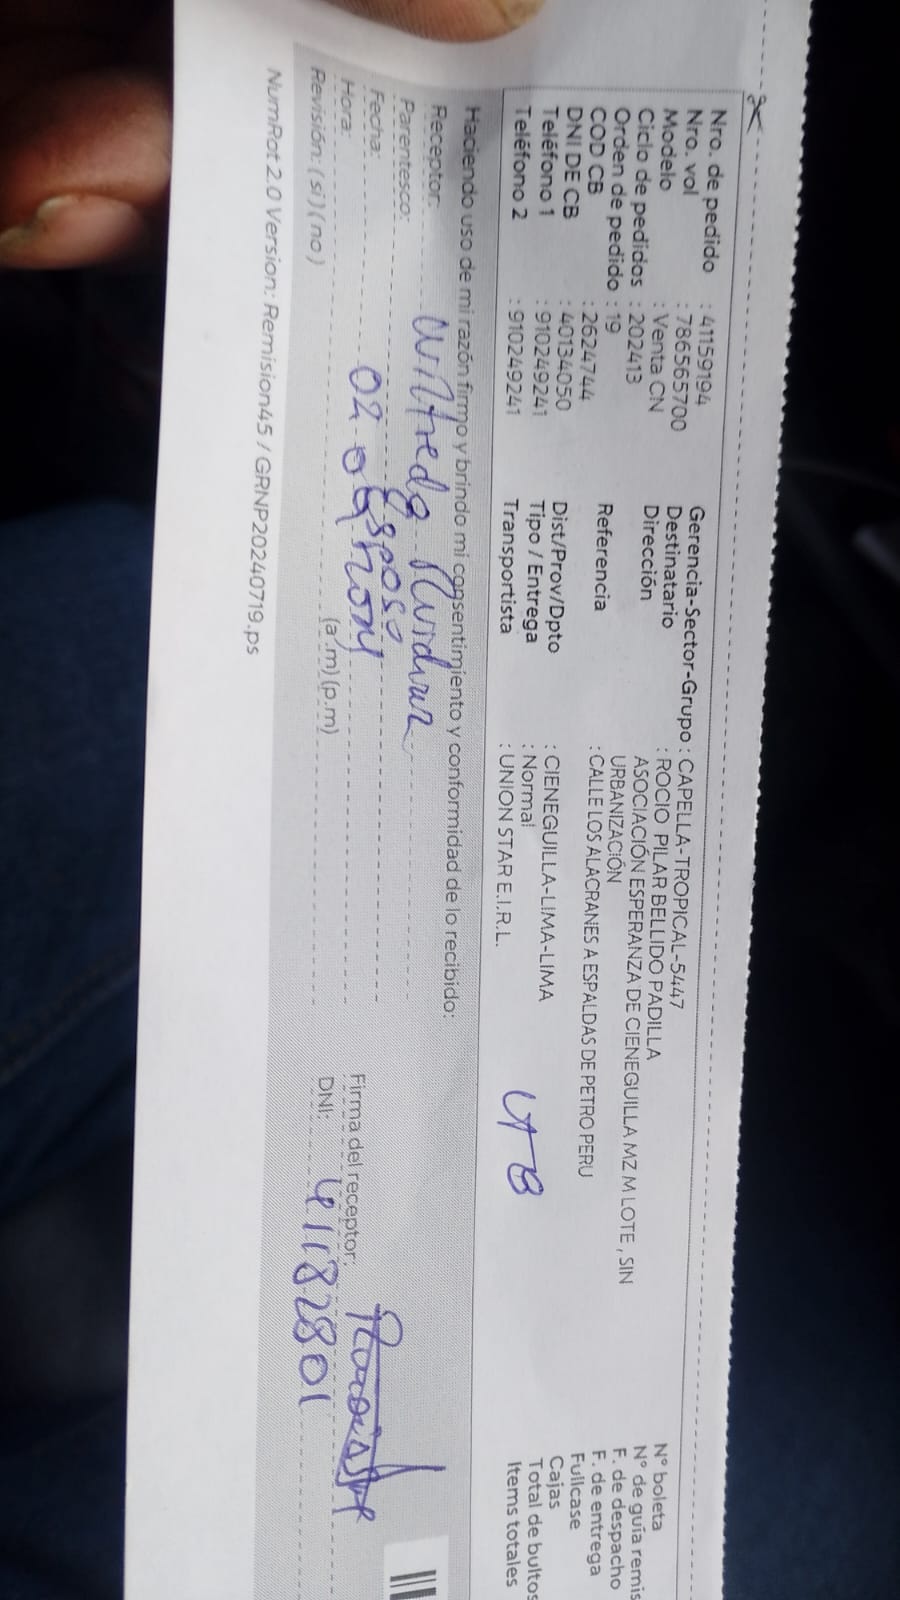 Nro. de pedido : 41159194
Nro. vol : 786565700
Modelo : Venta CN
Ciclo de pedidos : 202413
Orden de pedido : 19
COD CB : 2624744
DNI DE CB : 40134050
Teléfono 1 : 910249241
Teléfono 2 : 910249241
Gerencia-Sector-Grupo : CAPELLA-TROPICAL-5447
Destinatario : ROCIO PILAR BELLIDO PADILLA
Dirección ASOCIACIÓN ESPERANZA DE CIENEGUILLA MZ M LOTE , SIN
URBANIZACIÓN
Referencia : CALLE LOS ALACRANES A ESPALDAS DE PETRO PERU
Dist/Prov/Dpto : CIENEGUILLA-LIMA-LIMA
Tipo / Entrega : Normal
Transportista : UNION STAR E.I.R.L.
N° boleta
N° de guía remis
F. de despacho
F. de entrega
Fullcase
Cajas
Total de bultos
Items totales
Haciendo uso de mi razón firmo y brindo mi consentimiento y conformidad de lo recibido:
Receptor:
Parentesco: Esposo
Fecha: 02
Hora: (a.m) (p.m)
Revisión: ( si ) ( no )
Firma del receptor:
DNI: 41182801
NumRot 2.0 Version: Remision45 / GRNP20240719.ps